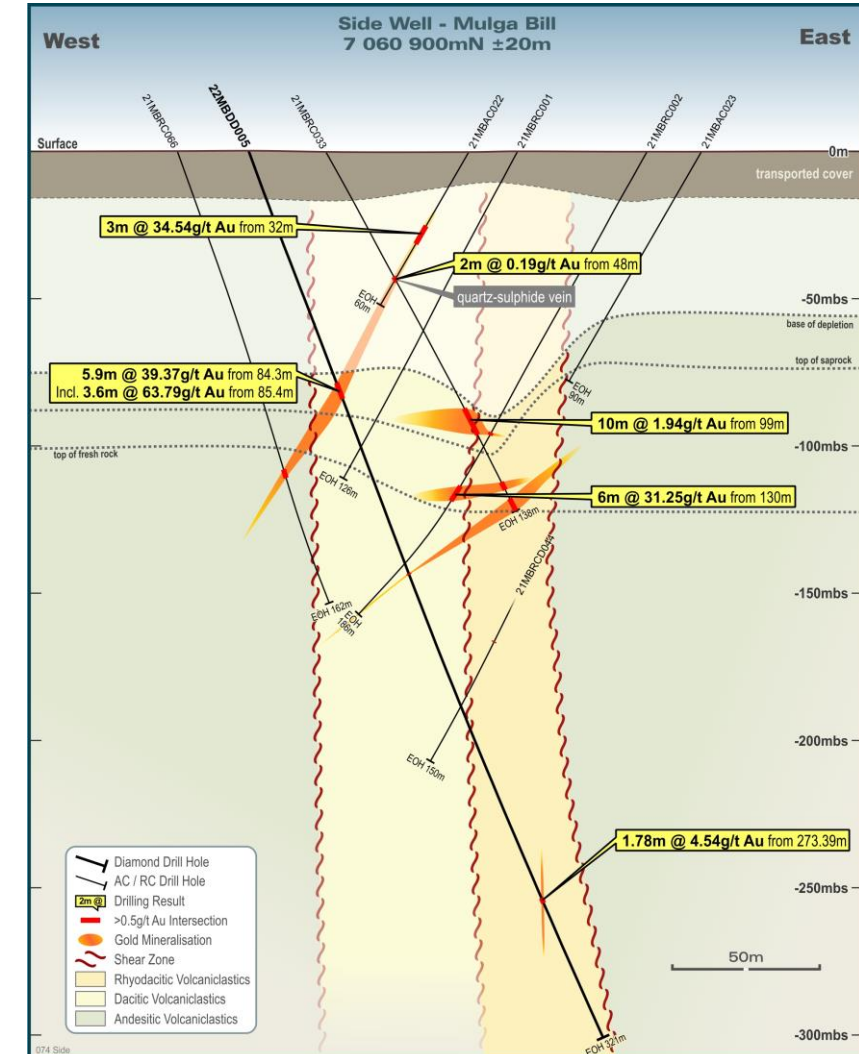 Side Well - Mulga Bill
7 060 900mN ±20m
West
East
21MBRC066
22MBDD005
21MBRC033
21MBAC022
21MBRC001
21MBRC002
21MBAC023
Surface
0m
transported cover
3m @ 34.54g/t Au from 32m
2m @ 0.19g/t Au from 48m
quartz-sulphide vein
EOH
60m
-50mbs
base of depletion
top of saprock
5.9m @ 39.37g/t Au from 84.3m
Incl. 3.6m @ 63.79g/t Au from 85.4m
EOH
90m
10m @ 1.94g/t Au from 99m
-100mbs
top of fresh rock
EOH 126m
6m @ 31.25g/t Au from 130m
EOH 138m
21MBRCD044
-150mbs
EOH 162m
EOH
186m
-200mbs
EOH 150m
1.78m @ 4.54g/t Au from 273.39m
-250mbs
Diamond Drill Hole
AC / RC Drill Hole
2m @
Drilling Result
>0.5g/t Au Intersection
Gold Mineralisation
Shear Zone
Rhyodacitic Volcaniclastics
Dacitic Volcaniclastics
Andesitic Volcaniclastics
50m
-300mbs
EOH 321m
074 Side